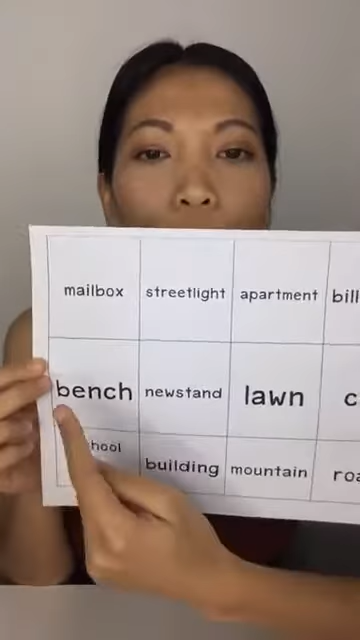 mailbox streetlight apartment
bench newstand lawn
building mountain